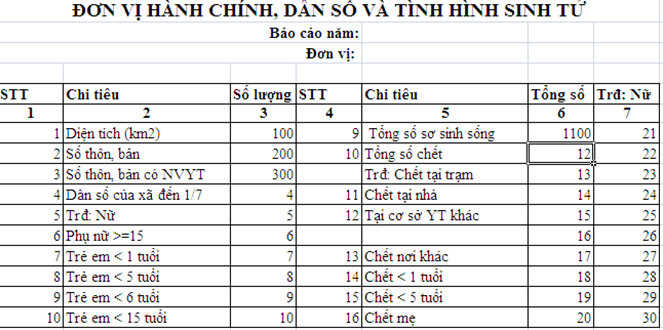 ĐƠN VỊ HÀNH CHÍNH, DÂN SỐ VÀ TÌNH HÌNH SINH TỬ
Báo cáo năm:
Đơn vị:
STT Chỉ tiêu Số lượng STT Chỉ tiêu Tổng số Trđ: Nữ
1 2 3 4 5 6 7
1 Diện tích (km2) 100 9 Tổng số sơ sinh sống 1100 21
2 Số thôn, bản 200 10 Tổng số chết 12 22
3 Số thôn, bản có NVYT 300 Trđ: Chết tại trạm 13 23
4 Dân số của xã đến 1/7 4 11 Chết tại nhà 14 24
5 Trđ: Nữ 5 12 Tại cơ sở YT khác 15 25
6 Phụ nữ >=15 6 16 26
7 Trẻ em < 1 tuổi 7 13 Chết nơi khác 17 27
8 Trẻ em < 5 tuổi 8 14 Chết < 1 tuổi 18 28
9 Trẻ em < 6 tuổi 9 15 Chết < 5 tuổi 19 29
10 Trẻ em < 15 tuổi 10 16 Chết mẹ 20 30